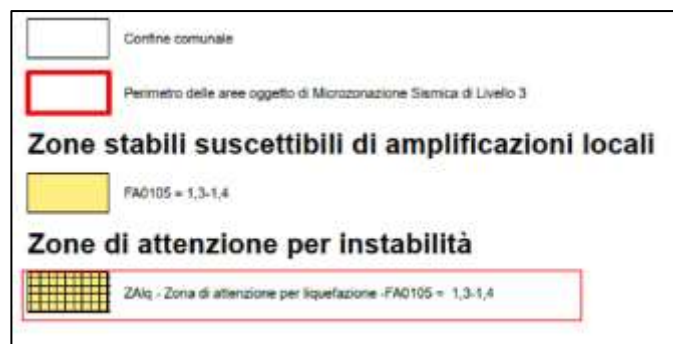 Confine comunale
Perimetro delle aree oggetto di Microzonazione Sismica di Livello 3
Zone stabili suscettibili di amplificazioni locali
FA0105 = 1,3-1,4
Zone di attenzione per instabilità
ZAlq - Zona di attenzione per liquefazione -FA0105 = 1,3-1,4